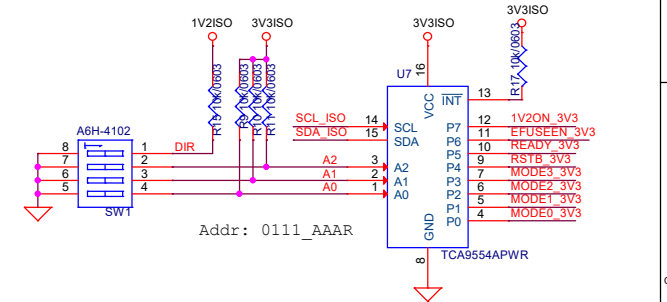 1V2ISO
3V3ISO
3V3ISO
3V3ISO
R15 10k/0603
R9 10k/0603
R10 10k/0603
R11 10k/0603
R17 10k/0603
U7
16
VCC
INT
13
SCL_ISO
14
SCL
SDA_ISO
15
SDA
P7
12
1V2ON_3V3
P6
11
EFUSEEN_3V3
P5
10
READY_3V3
P4
9
RSTB_3V3
P3
7
MODE3_3V3
P2
6
MODE2_3V3
P1
5
MODE1_3V3
P0
4
MODE0_3V3
A6H-4102
8
1
DIR
7
2
A2
3
A2
6
3
A1
2
A1
5
4
A0
1
A0
SW1
GND
8
TCA9554APWR
Addr: 0111_AAAR